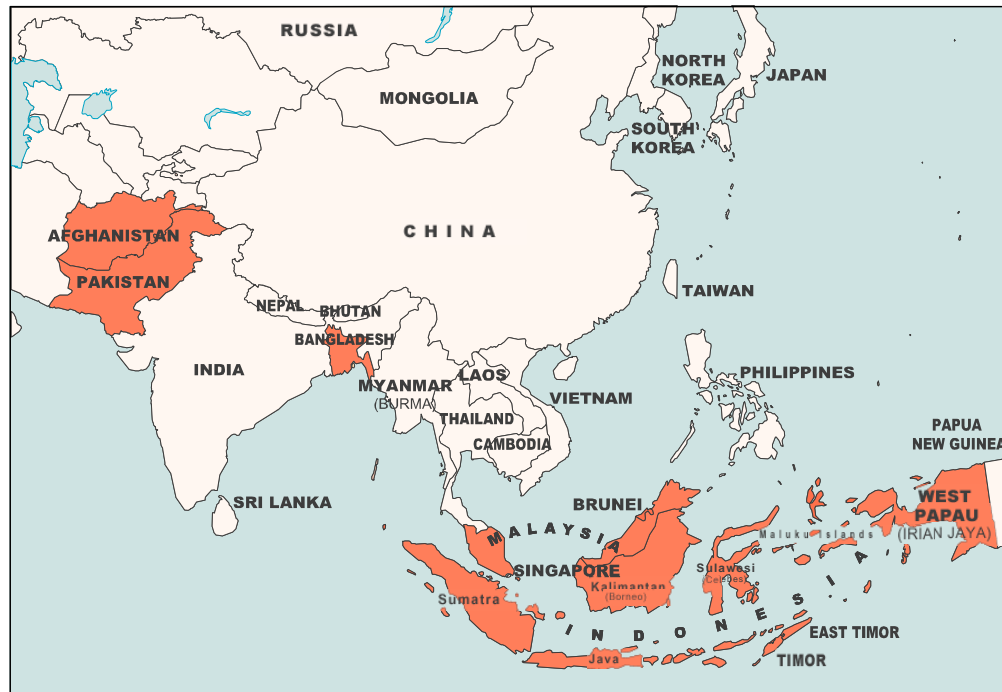 RUSSIA
NORTH
KOREA
JAPAN
MONGOLIA
SOUTH
KOREA
CHINA
AFGHANISTAN
PAKISTAN
TAIWAN
NEPAL
BHUTAN
BANGLADESH
INDIA
LAOS
MYANMAR
(BURMA)
VIETNAM
PHILIPPINES
THAILAND
CAMBODIA
PAPUA
NEW GUINEA
SRI LANKA
BRUNEI
WEST
PAPAU
(IRIAN JAYA)
MALAYSIA
Maluku Islands
SINGAPORE
Sulawesi
(Celebes)
Kalimantan
(Borneo)
Sumatra
INDONESIA
EAST TIMOR
Java
TIMOR